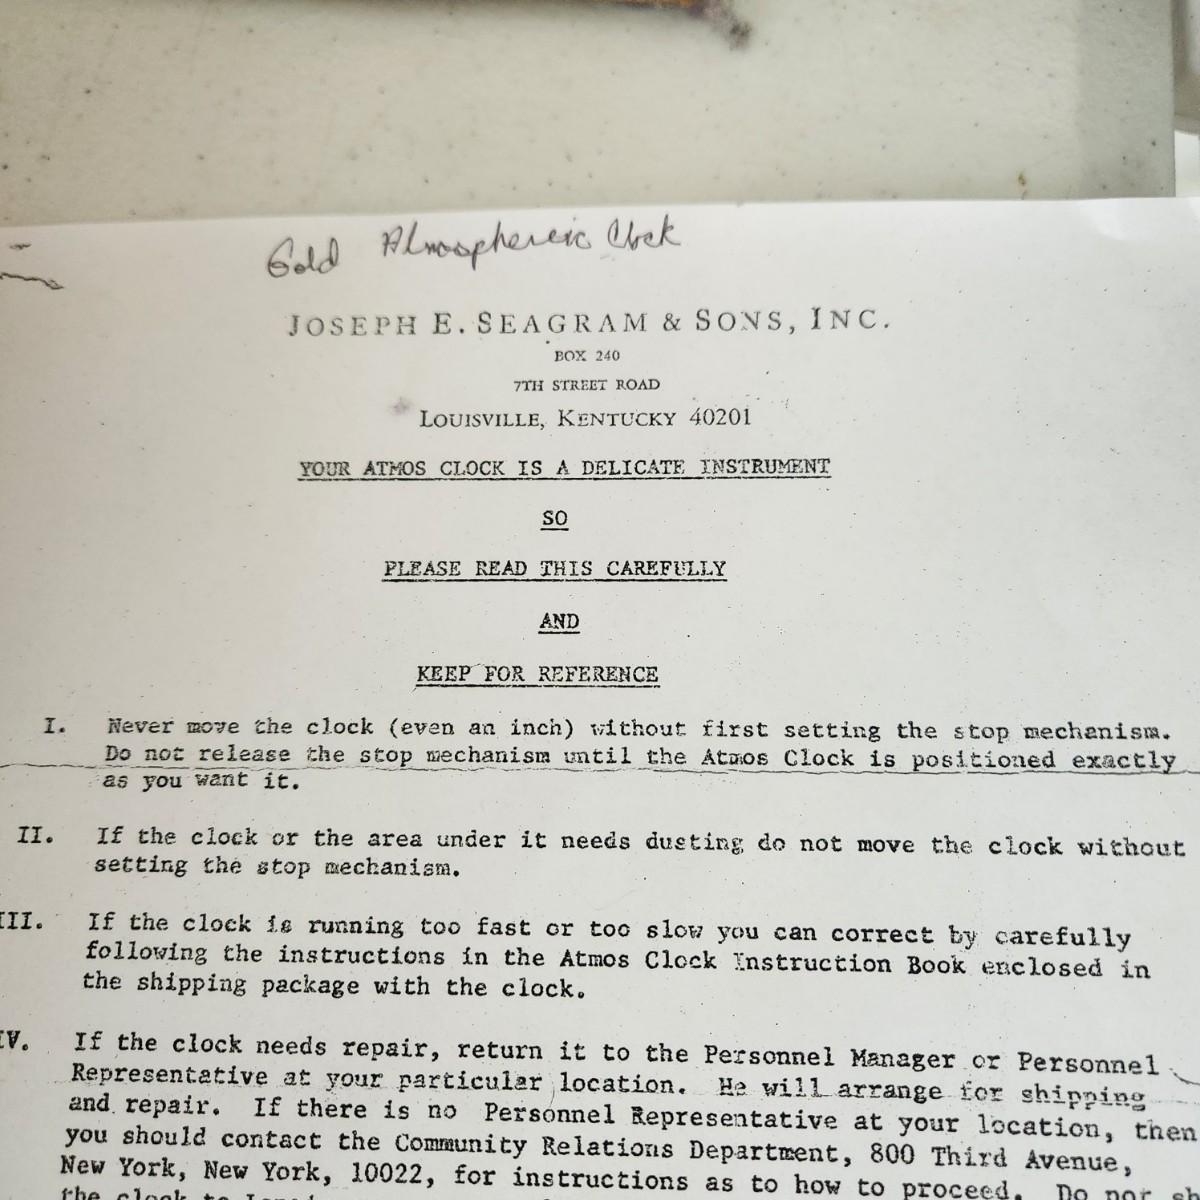 Gold Atmosphereic Clock
JOSEPH E. SEAGRAM & SONS, INC.
BOX 240
7TH STREET ROAD
LOUISVILLE, KENTUCKY 40201
YOUR ATMOS CLOCK IS A DELICATE INSTRUMENT
SO
PLEASE READ THIS CAREFULLY
AND
KEEP FOR REFERENCE
I. Never move the clock (even an inch) without first setting the stop mechanism.
Do not release the stop mechanism until the Atmos Clock is positioned exactly
as you want it.
II. If the clock or the area under it needs dusting do not move the clock without
setting the stop mechanism.
III. If the clock is running too fast or too slow you can correct by carefully
following the instructions in the Atmos Clock Instruction Book enclosed in
the shipping package with the clock.
IV. If the clock needs repair, return it to the Personnel Manager or Personnel
Representative at your particular location. He will arrange for shipping
and repair. If there is no Personnel Representative at your location, then
you should contact the Community Relations Department, 800 Third Avenue,
New York, New York, 10022, for instructions as to how to proceed. Do
the clock to